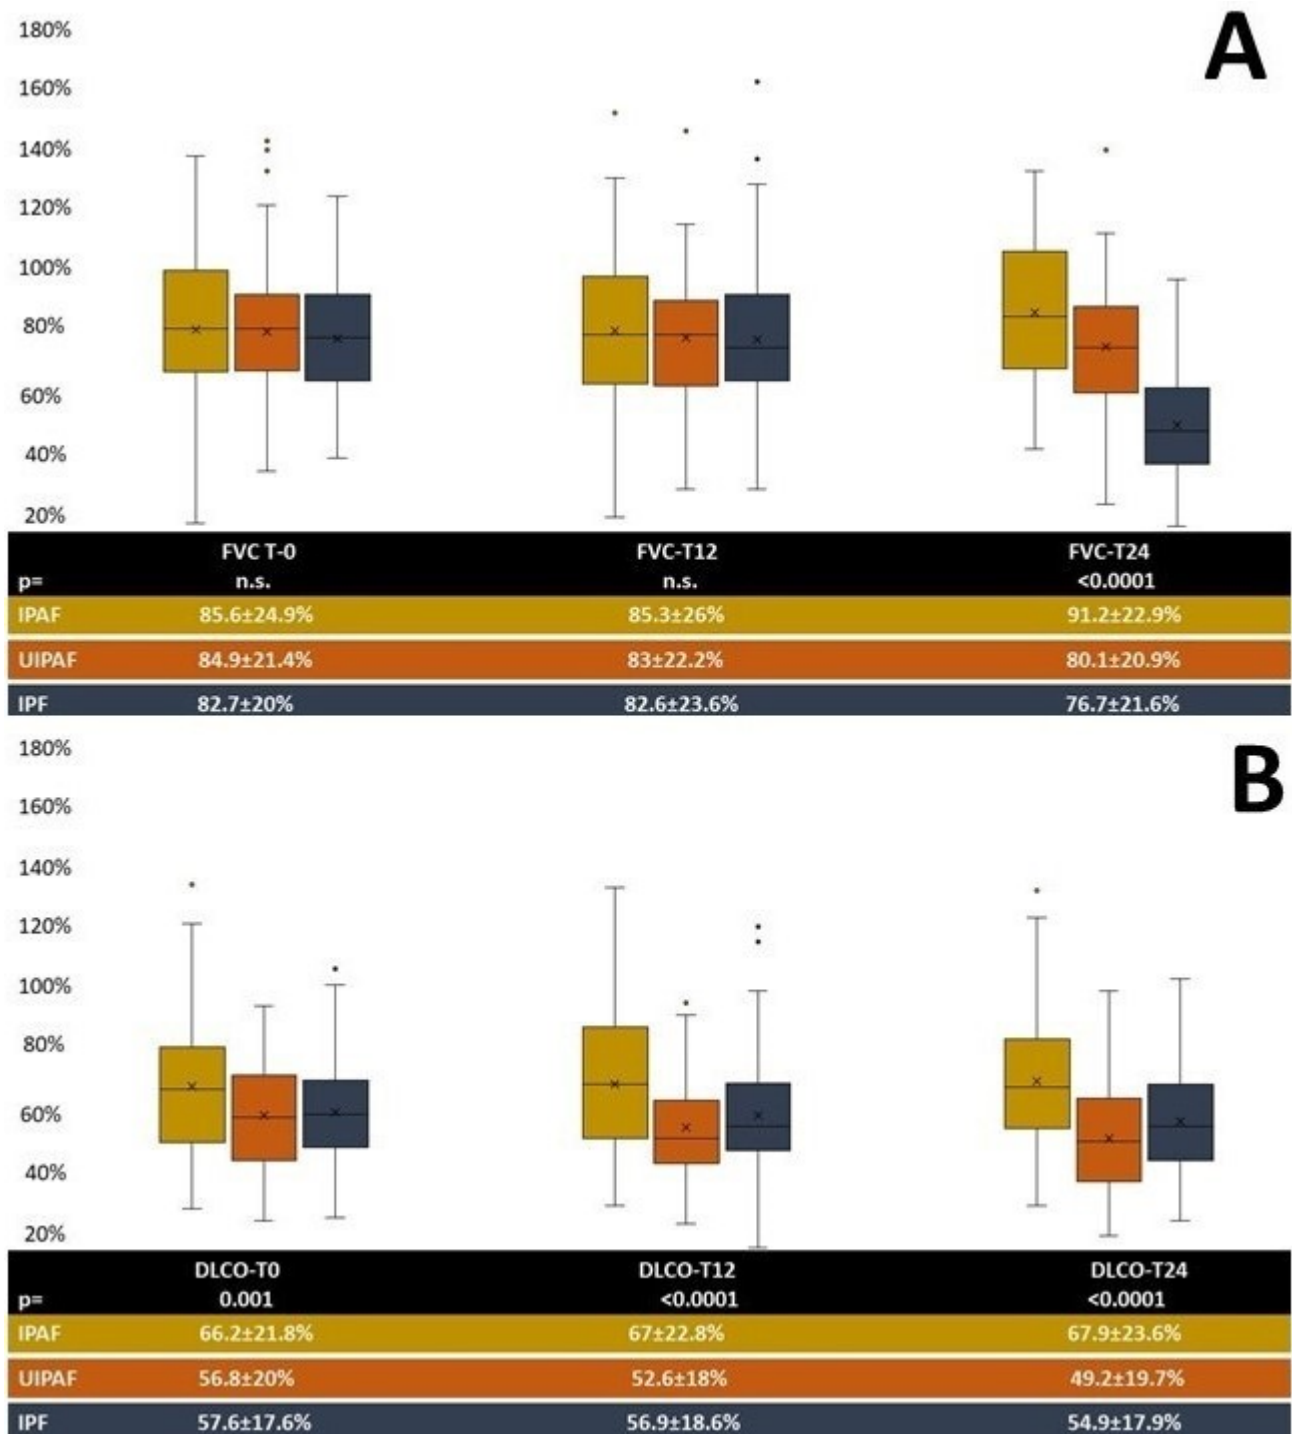 A
180%
160%
140%
120%
100%
80%
60%
40%
20%
FVC T-0 FVC-T12 FVC-T24
p= n.s. n.s. <0.0001
IPAF 85.6±24.9% 85.3±26% 91.2±22.9%
UIPAF 84.9±21.4% 83±22.2% 80.1±20.9%
IPF 82.7±20% 82.6±23.6% 76.7±21.6%
B
180%
160%
140%
120%
100%
80%
60%
40%
20%
DLCO-T0 DLCO-T12 DLCO-T24
p= 0.001 <0.0001 <0.0001
IPAF 66.2±21.8% 67±22.8% 67.9±23.6%
UIPAF 56.8±20% 52.6±18% 49.2±19.7%
IPF 57.6±17.6% 56.9±18.6% 54.9±17.9%